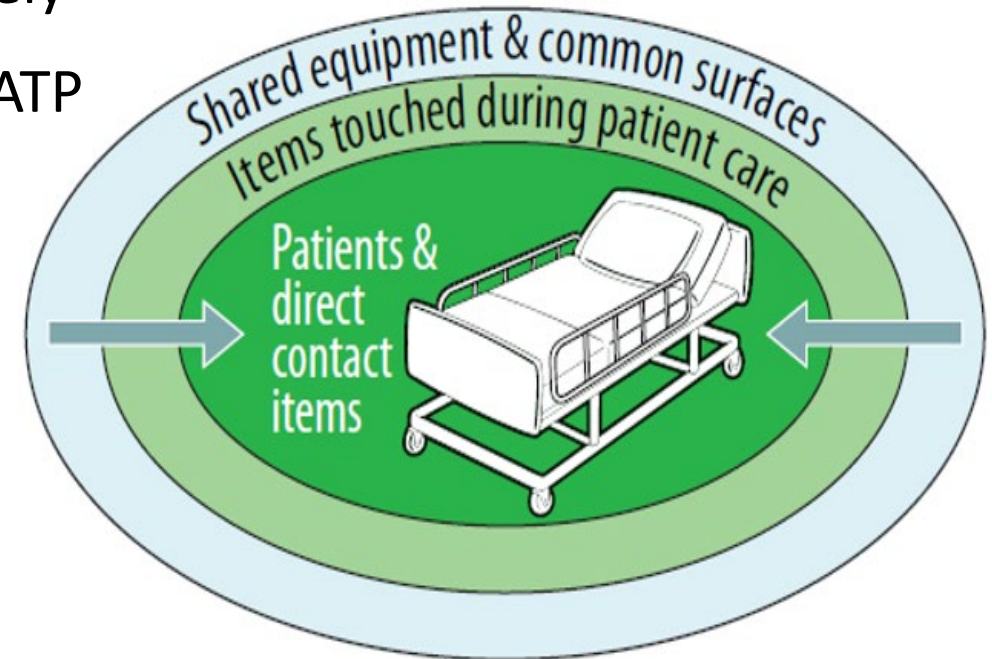 ATP
Shared equipment & common surfaces
Items touched during patient care
Patients &
direct
contact
items